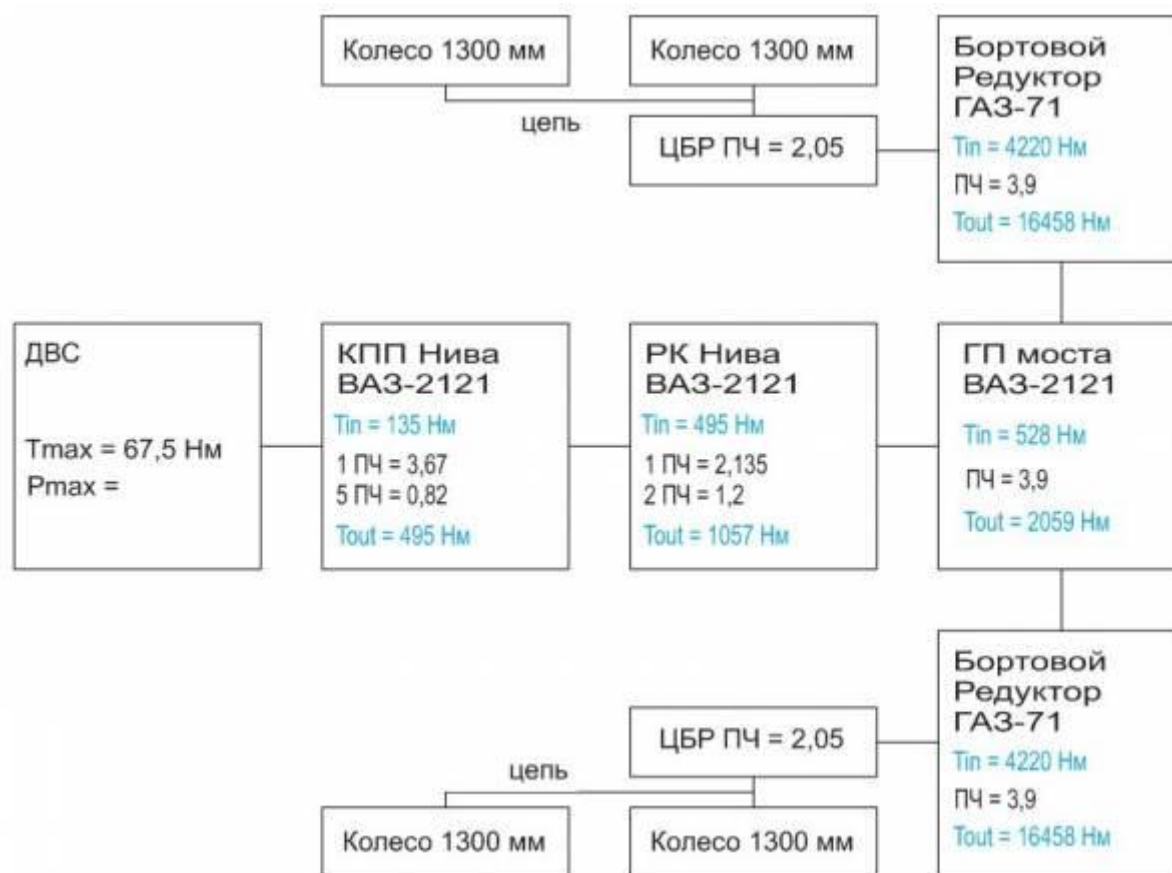 Колесо 1300 мм
Колесо 1300 мм
цепь
ЦБР ПЧ = 2,05
Бортовой
Редуктор
ГАЗ-71
Tin = 4220 Нм
ПЧ = 3,9
Tout = 16458 Нм
ДВС
Tmax = 67,5 Нм
Pmax =
КПП Нива
ВАЗ-2121
Tin = 135 Нм
1 ПЧ = 3,67
5 ПЧ = 0,82
Tout = 495 Нм
РК Нива
ВАЗ-2121
Tin = 495 Нм
1 ПЧ = 2,135
2 ПЧ = 1,2
Tout = 1057 Нм
ГП моста
ВАЗ-2121
Tin = 528 Нм
ПЧ = 3,9
Tout = 2059 Нм
Бортовой
Редуктор
ГАЗ-71
Tin = 4220 Нм
ПЧ = 3,9
Tout = 16458 Нм
ЦБР ПЧ = 2,05
цепь
Колесо 1300 мм
Колесо 1300 мм